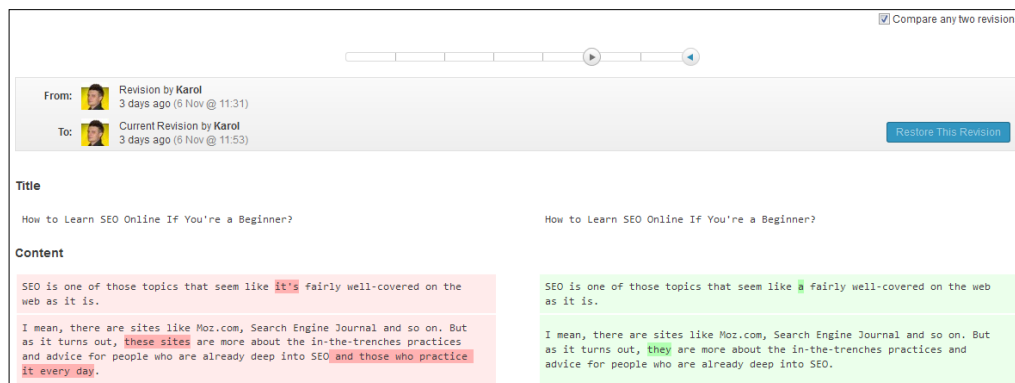 Compare any two revision
From: Revision by Karol
3 days ago (6 Nov @ 11:31)
To: Current Revision by Karol
3 days ago (6 Nov @ 11:53)
Restore This Revision
Title
How to Learn SEO Online If You're a Beginner?
How to Learn SEO Online If You're a Beginner?
Content
SEO is one of those topics that seem like it's fairly well-covered on the
web as it is.
SEO is one of those topics that seem like a fairly well-covered on the web
as it is.
I mean, there are sites like Moz.com, Search Engine Journal and so on. But
as it turns out, these sites are more about the in-the-trenches practices
and advice for people who are already deep into SEO and those who practice
it every day.
I mean, there are sites like Moz.com, Search Engine Journal and so on. But
as it turns out, they are more about the in-the-trenches practices and
advice for people who are already deep into SEO.